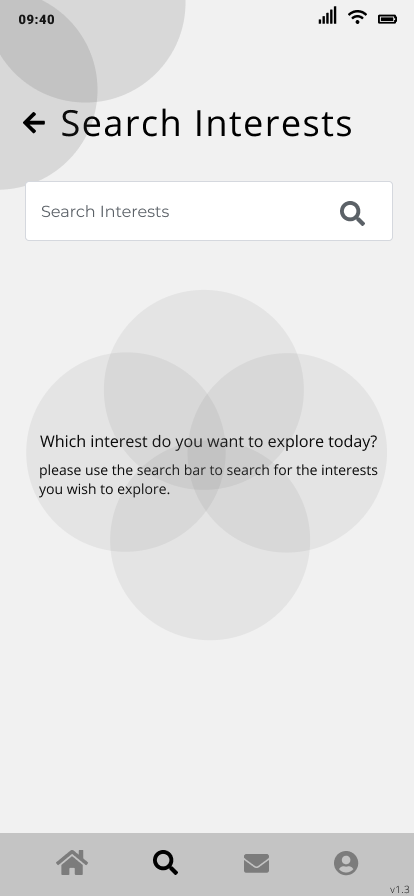 09:40
Search Interests
Search Interests
Which interest do you want to explore today?
please use the search bar to search for the interests
you wish to explore.
v1.3